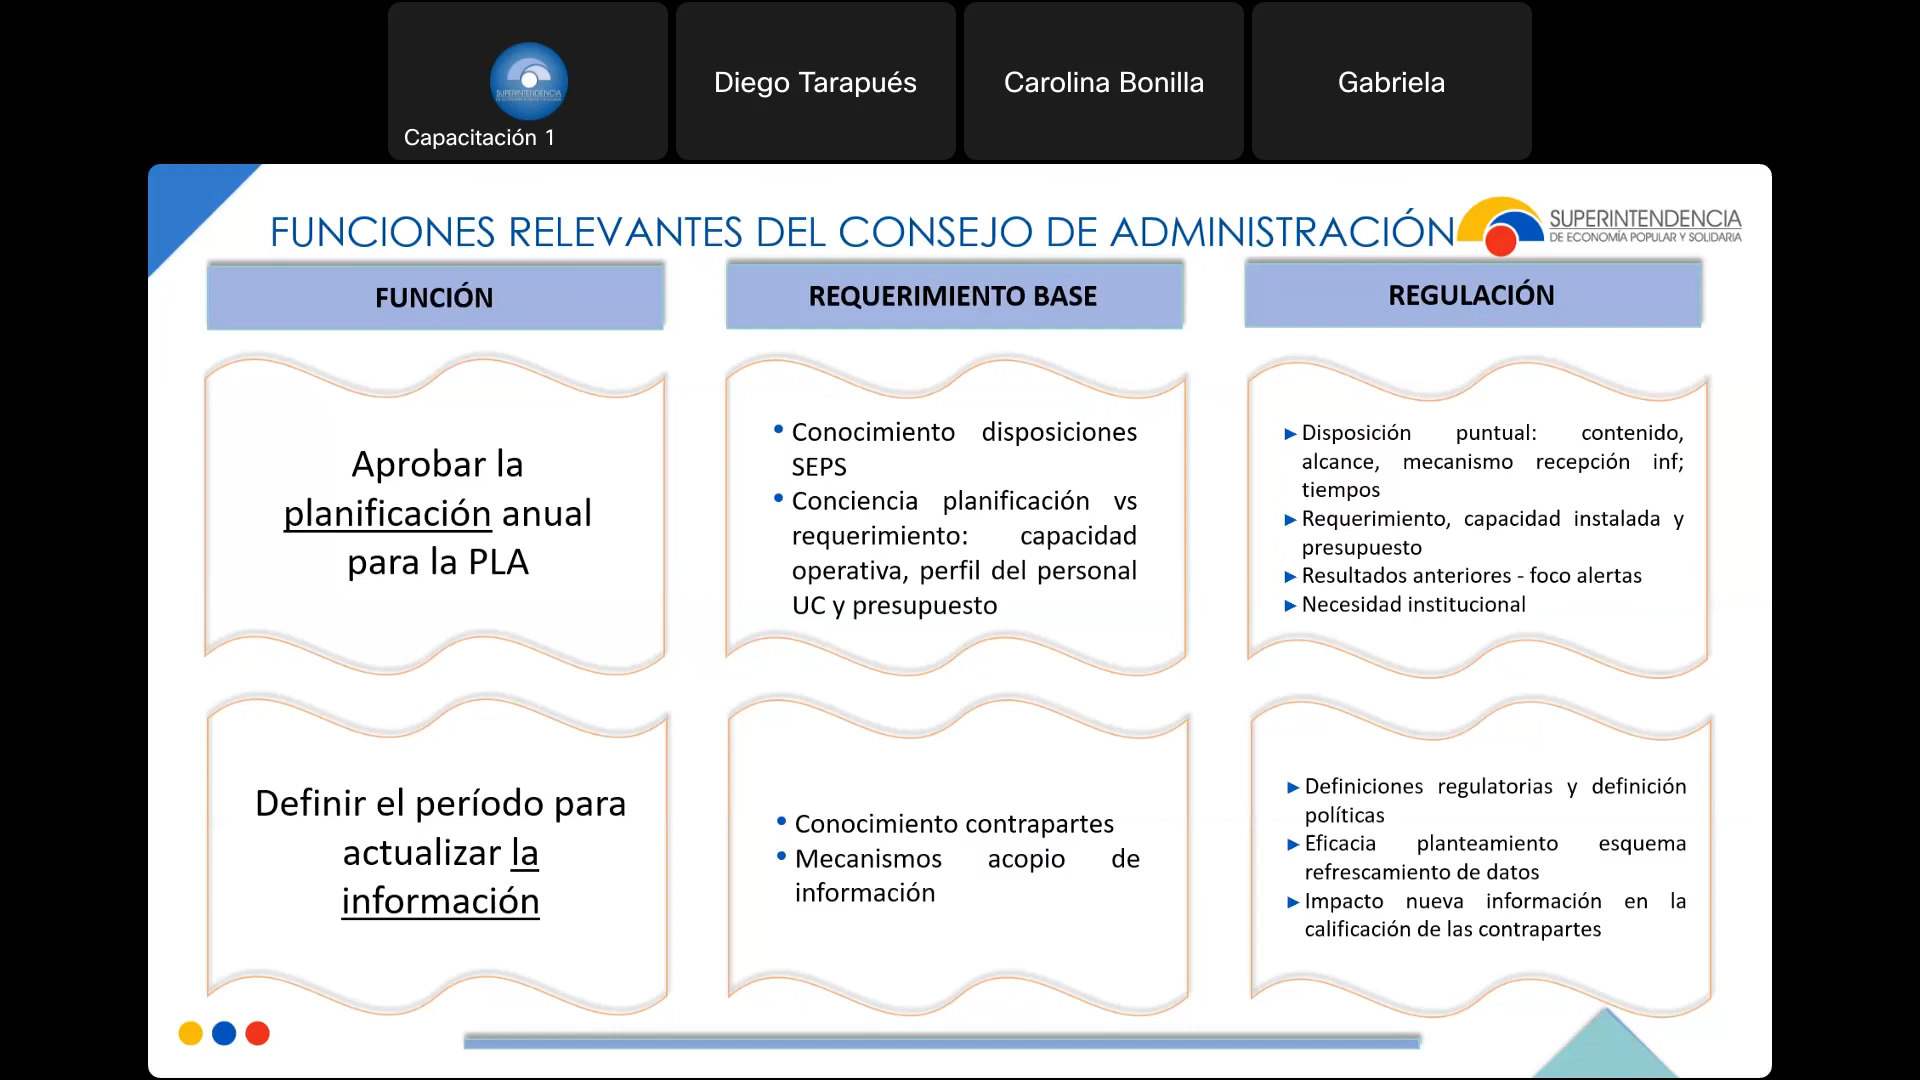 Diego Tarapués
Carolina Bonilla
Gabriela
SUPERINTENDENCIA
Capacitación 1
FUNCIONES RELEVANTES DEL CONSEJO DE ADMINISTRACIÓN
SUPERINTENDENCIA
DE ECONOMÍA POPULAR Y SOLIDARIA
FUNCIÓN
REQUERIMIENTO BASE
REGULACIÓN
Aprobar la
planificación anual
para la PLA
• Conocimiento disposiciones
SEPS
• Conciencia planificación vs
requerimiento: capacidad
operativa, perfil del personal
UC y presupuesto
► Disposición puntual: contenido,
alcance, mecanismo recepción inf;
tiempos
► Requerimiento, capacidad instalada y
presupuesto
► Resultados anteriores - foco alertas
► Necesidad institucional
Definir el período para
actualizar la
información
• Conocimiento contrapartes
• Mecanismos acopio de
información
► Definiciones regulatorias y definición
políticas
► Eficacia planteamiento esquema
refrescamiento de datos
► Impacto nueva información en la
calificación de las contrapartes